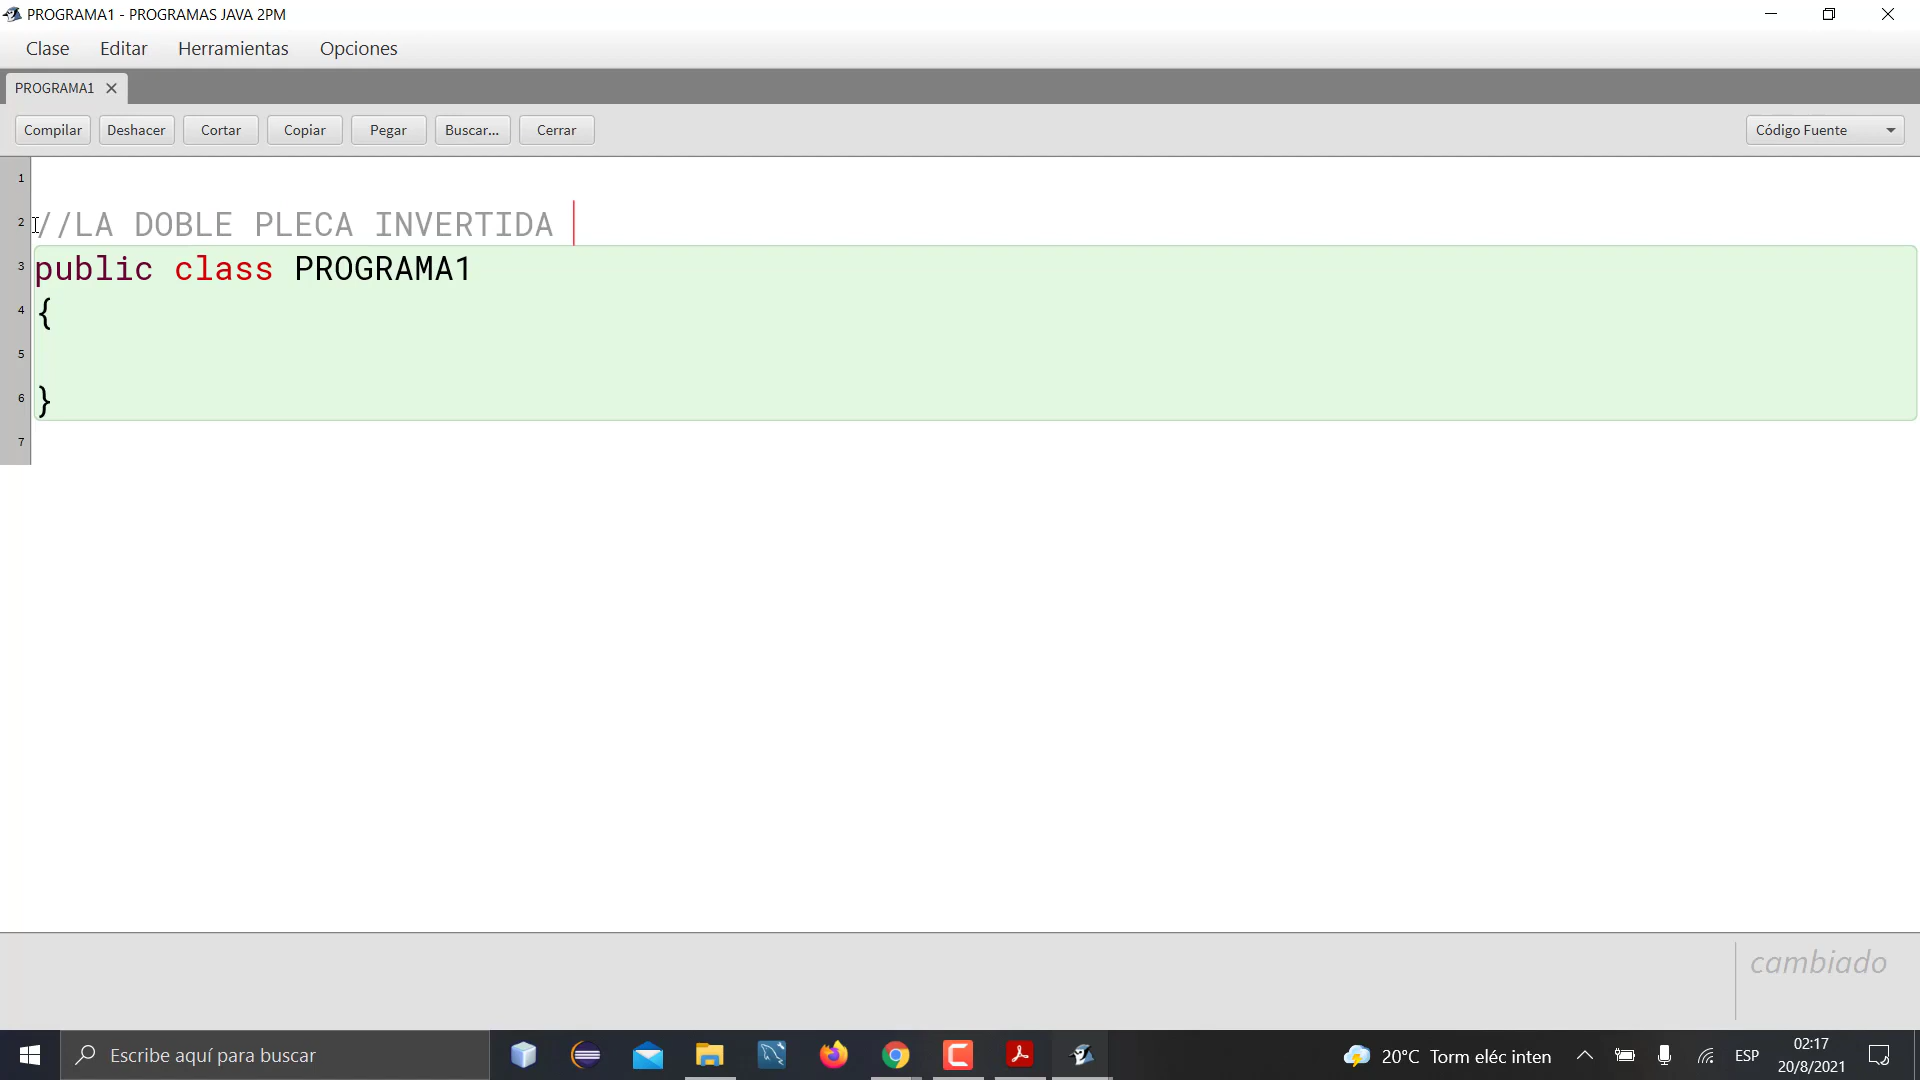 PROGRAMA1 - PROGRAMAS JAVA 2PM
Clase Editar Herramientas Opciones
PROGRAMA1
Compilar Deshacer Cortar Copiar Pegar Buscar... Cerrar Código Fuente
1
2 //LA DOBLE PLECA INVERTIDA
3 public class PROGRAMA1
4 {
5
6 }
7
cambiado
Escribe aquí para buscar
20°C Torm eléc inten
ESP
02:17
20/8/2021